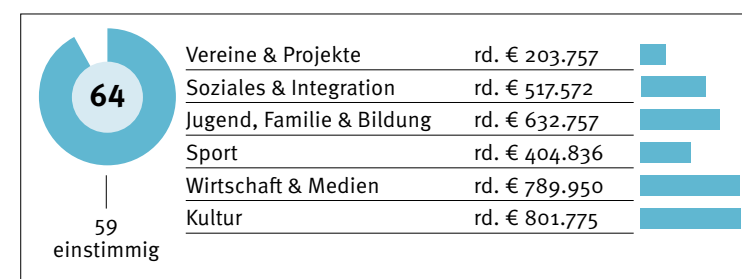 64
59
einstimmig
Vereine & Projekte rd. € 203.757
Soziales & Integration rd. € 517.572
Jugend, Familie & Bildung rd. € 632.757
Sport rd. € 404.836
Wirtschaft & Medien rd. € 789.950
Kultur rd. € 801.775